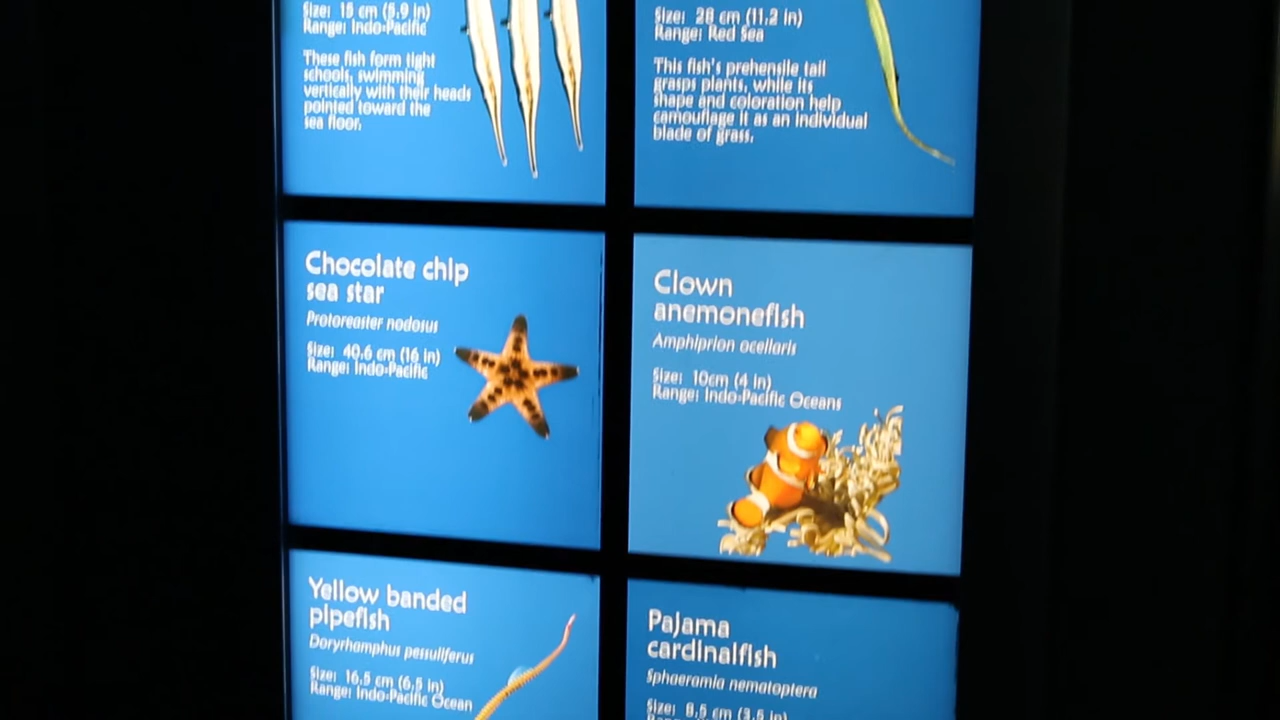 Size: 15 cm (5.9 in)
Range: Indo-Pacific
These fish form tight
schools, swimming
vertically with their heads
pointed toward the
sea floor.
Size: 28 cm (11.2 in)
Range: Red Sea
This fish's prehensile tail
grasps plants, while its
shape and coloration help
camouflage it as an individual
blade of grass.
Chocolate chip
sea star
Protoreaster nodosus
Size: 40.6 cm (16 in)
Range: Indo-Pacific
Clown
anemonefish
Amphiprion ocellaris
Size: 10cm (4 in)
Range: Indo-Pacific Oceans
Yellow banded
pipefish
Doryrhamphus pessuliferus
Size: 16.5 cm (6.5 in)
Range: Indo-Pacific Ocean
Pajama
cardinalfish
Sphaeramia nematoptera
Size: 8.5 cm (3.5 in)